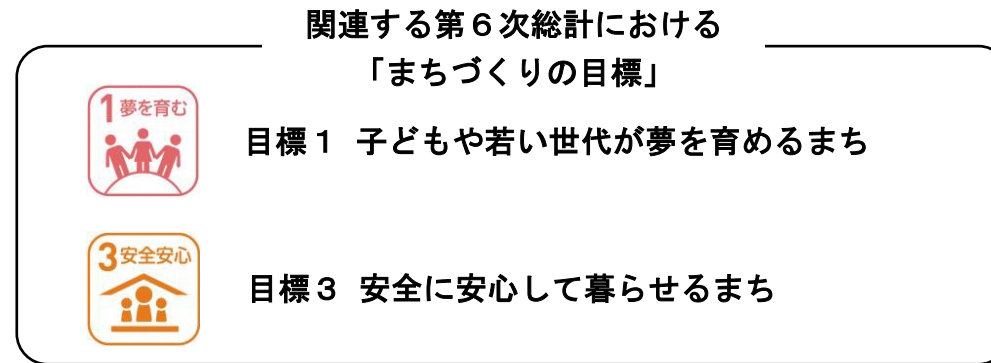 関連する第６次総計における
「まちづくりの目標」
1 夢を育む
目標１ 子どもや若い世代が夢を育めるまち
3 安全安心
目標３ 安全に安心して暮らせるまち